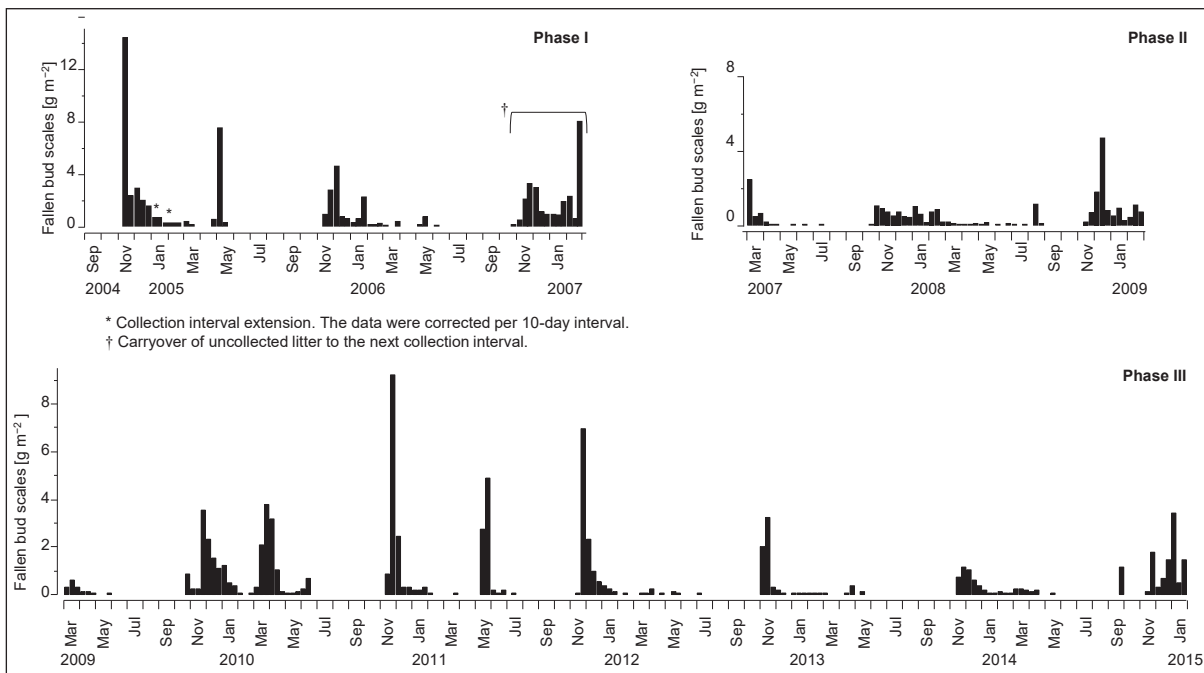 Phase I
Fallen bud scales [g m⁻²]
12
8
4
0
* *
†
Sep Nov Jan Mar May Jul Sep Nov Jan Mar May Jul Sep Nov Jan
2004 2005 2006 2007
Phase II
Fallen bud scales [g m⁻²]
8
4
0
Mar May Jul Sep Nov Jan Mar May Jul Sep Nov Jan
2007 2008 2009
* Collection interval extension. The data were corrected per 10-day interval.
† Carryover of uncollected litter to the next collection interval.
Phase III
Fallen bud scales [g m⁻²]
8
6
4
2
0
Mar May Jul Sep Nov Jan Mar May Jul Sep Nov Jan Mar May Jul Sep Nov Jan Mar May Jul Sep Nov Jan Mar May Jul Sep Nov Jan Mar May Jul Sep Nov Jan
2009 2010 2011 2012 2013 2014 2015